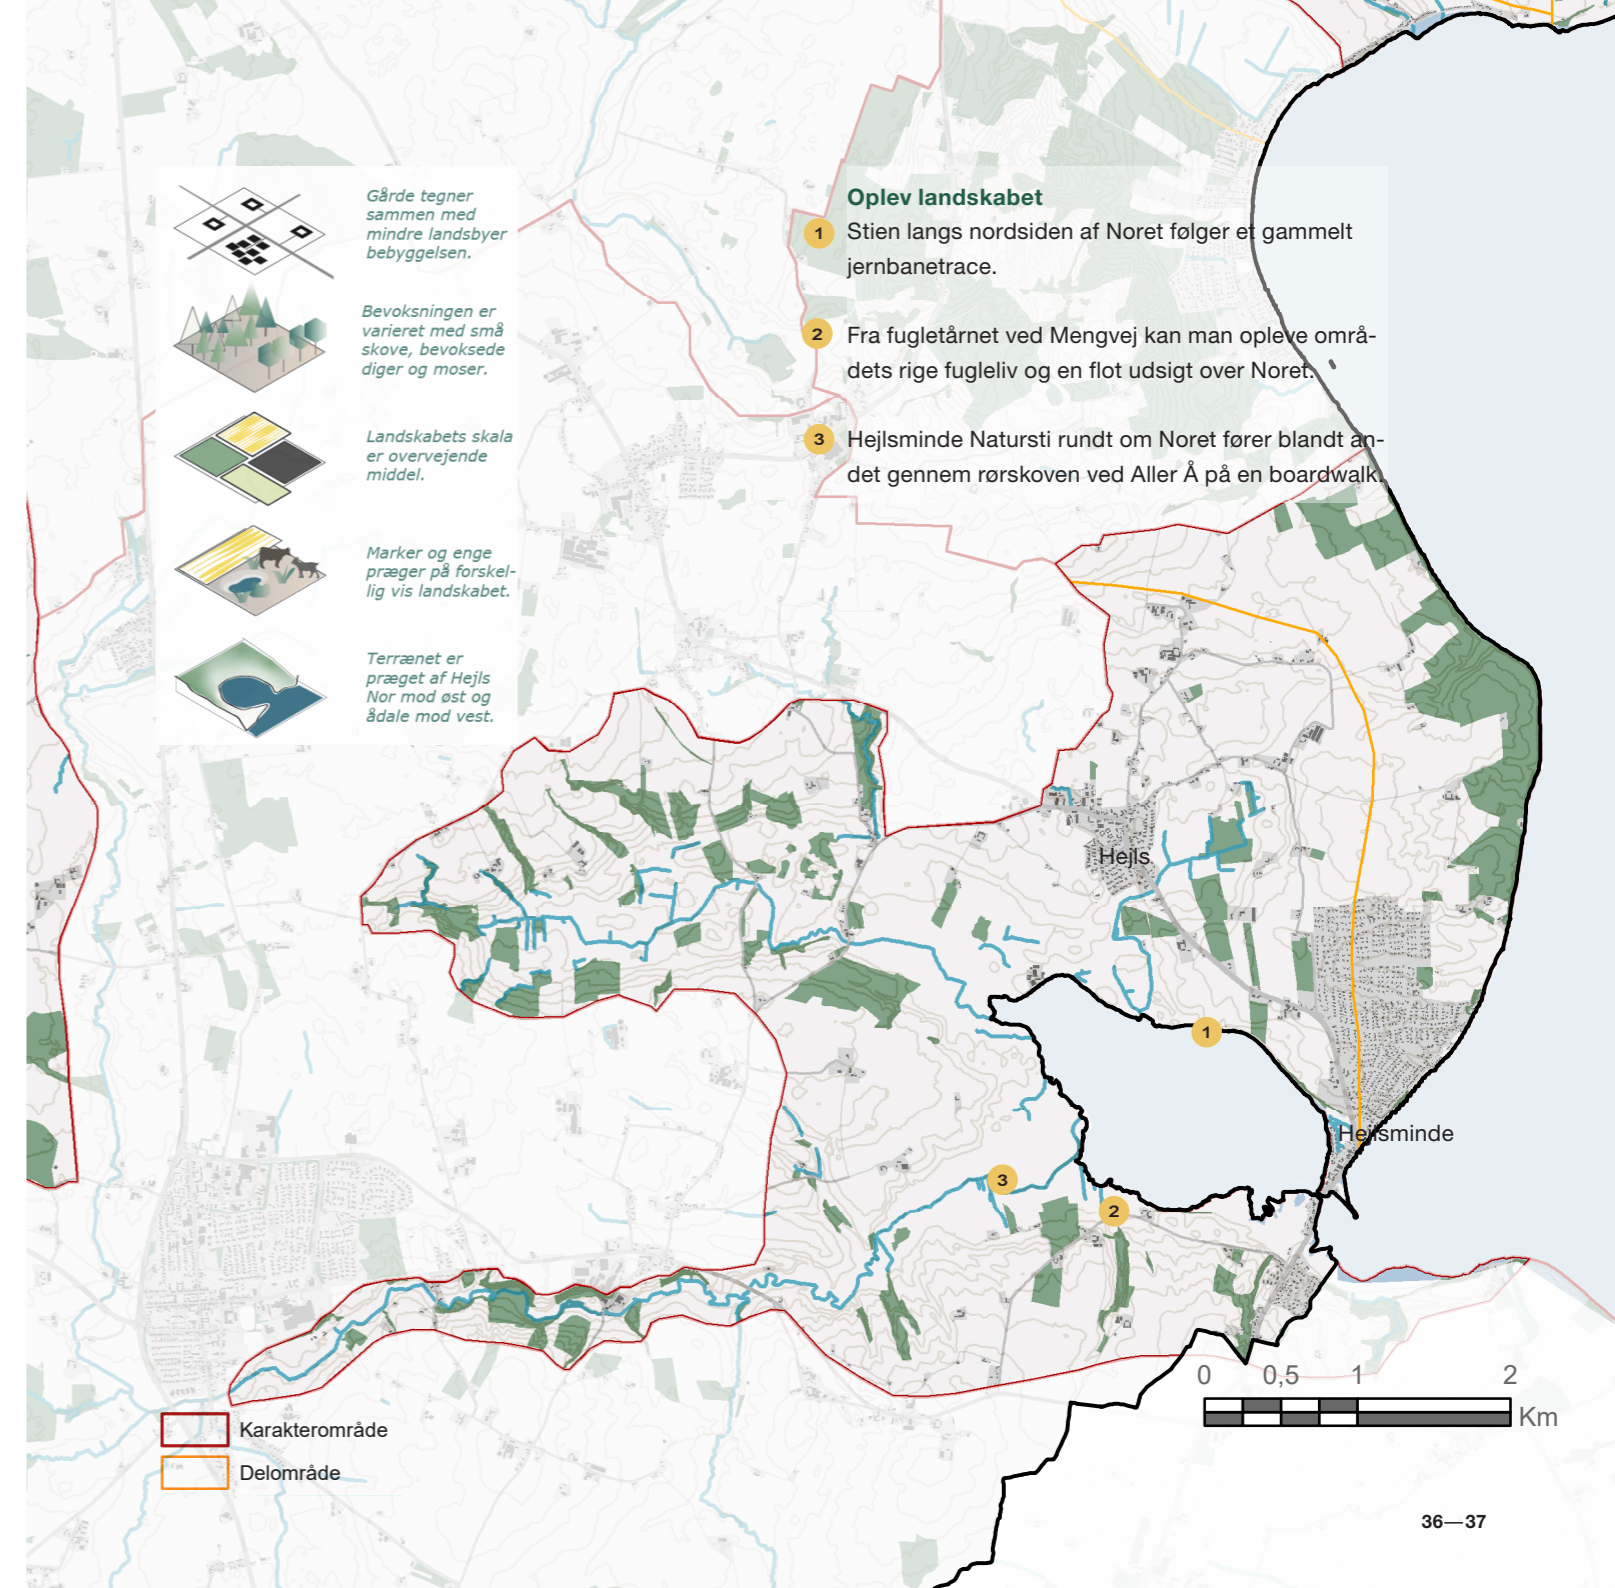 Gårde tegner
sammen med
mindre landsbyer
bebyggelsen.
Bevoksningen er
varieret med små
skove, bevoksede
diger og moser.
Landskabets skala
er overvejende
middel.
Marker og enge
præger på forskel-
lig vis landskabet.
Terrænet er
præget af Hejls
Nor mod øst og
ådale mod vest.
Oplev landskabet
1 Stien langs nordsiden af Noret følger et gammelt
jernbanetrace.
2 Fra fugletårnet ved Mengvej kan man opleve områ-
dets rige fugleliv og en flot udsigt over Noret.
3 Hejlsminde Natursti rundt om Noret fører blandt an-
det gennem rørskoven ved Aller Å på en boardwalk.
Hejls
1
Hejlsminde
3
2
0 0,5 1 2
Km
Karakterområde
Delområde
36—37